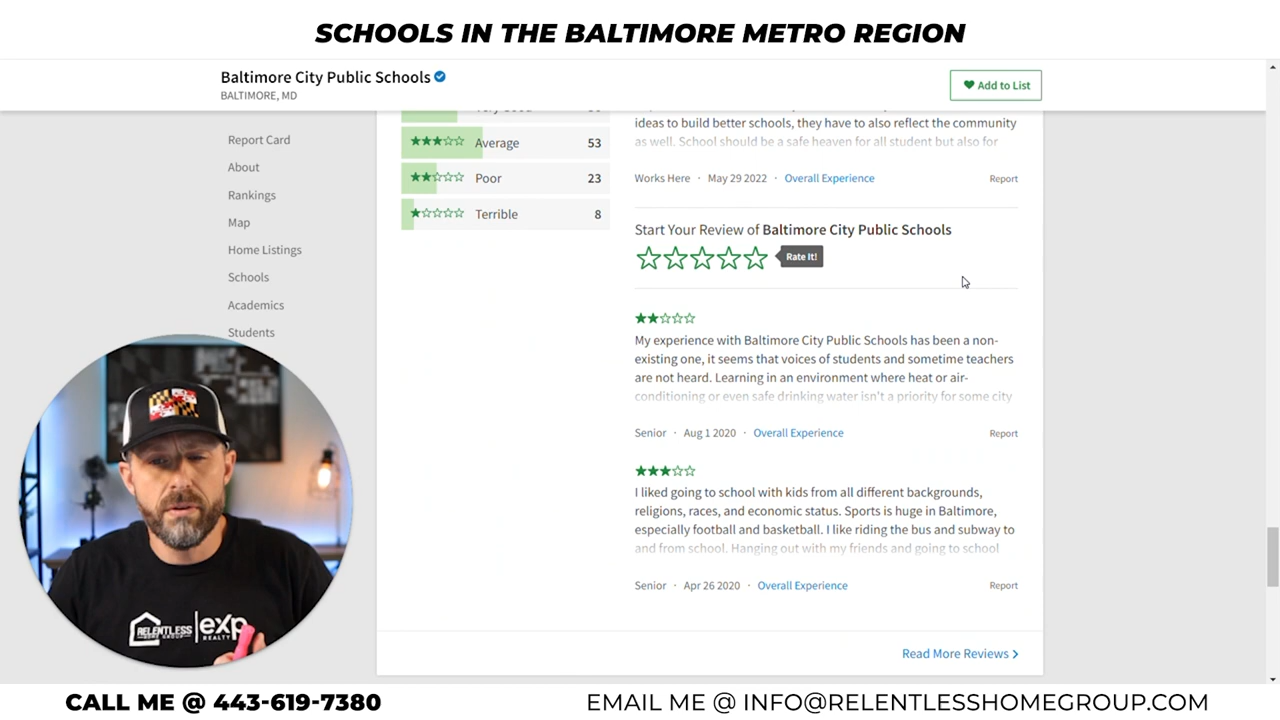 SCHOOLS IN THE BALTIMORE METRO REGION
Baltimore City Public Schools
BALTIMORE, MD
Add to List
Report Card
About
Rankings
Map
Home Listings
Schools
Academics
Students
Average 53
Poor 23
Terrible 8
ideas to build better schools, they have to also reflect the community
as well. School should be a safe heaven for all student but also for
Works Here · May 29 2022 · Overall Experience Report
Start Your Review of Baltimore City Public Schools
Rate It!
My experience with Baltimore City Public Schools has been a non-
existing one, it seems that voices of students and sometime teachers
are not heard. Learning in an environment where heat or air-
conditioning or even safe drinking water isn't a priority for some city
Senior · Aug 1 2020 · Overall Experience Report
I liked going to school with kids from all different backgrounds,
religions, races, and economic status. Sports is huge in Baltimore,
especially football and basketball. I like riding the bus and subway to
and from school. Hanging out with my friends and going to school
Senior · Apr 26 2020 · Overall Experience Report
Read More Reviews
RELENTLESS
HOME GROUP
exp
REALTY
CALL ME @ 443-619-7380
EMAIL ME @ INFO@RELENTLESSHOMEGROUP.COM